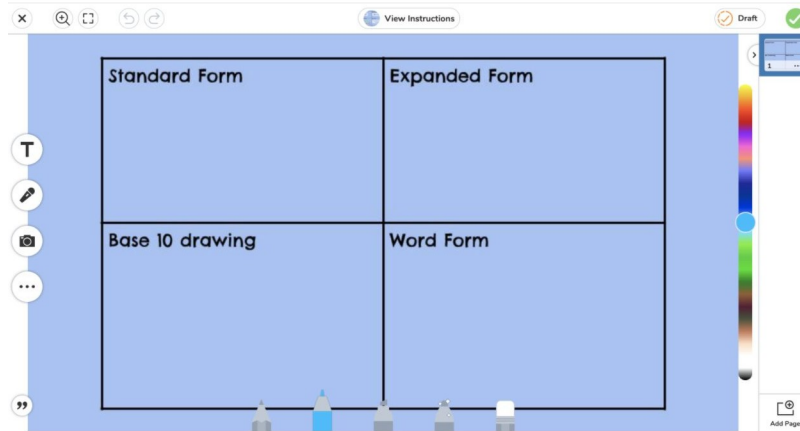 View Instructions
Draft
Standard Form
Expanded Form
Base 10 drawing
Word Form
T
1
Add Page